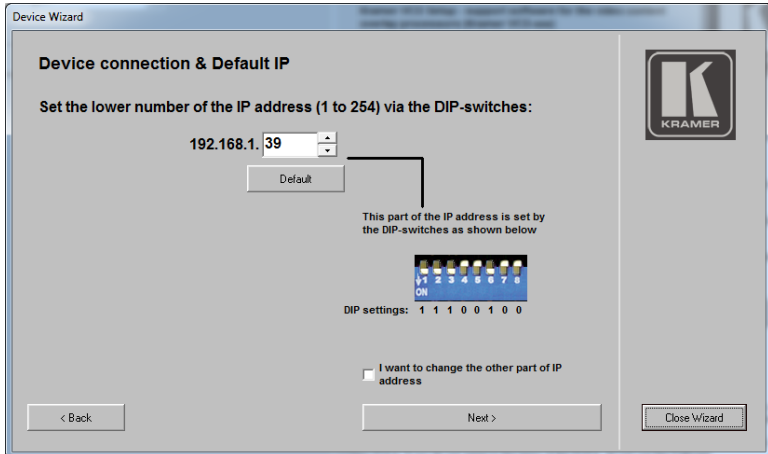 Device Wizard
Device connection & Default IP
Set the lower number of the IP address (1 to 254) via the DIP-switches:
192.168.1. 39
Default
This part of the IP address is set by
the DIP-switches as shown below
1 2 3 4 5 6 7 8
ON
DIP settings: 1 1 1 0 0 1 0 0
I want to change the other part of IP
address
< Back
Next >
KRAMER
Close Wizard